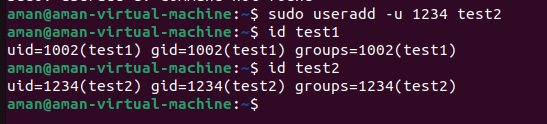 aman@aman-virtual-machine:~$ sudo useradd -u 1234 test2
aman@aman-virtual-machine:~$ id test1
uid=1002(test1) gid=1002(test1) groups=1002(test1)
aman@aman-virtual-machine:~$ id test2
uid=1234(test2) gid=1234(test2) groups=1234(test2)
aman@aman-virtual-machine:~$